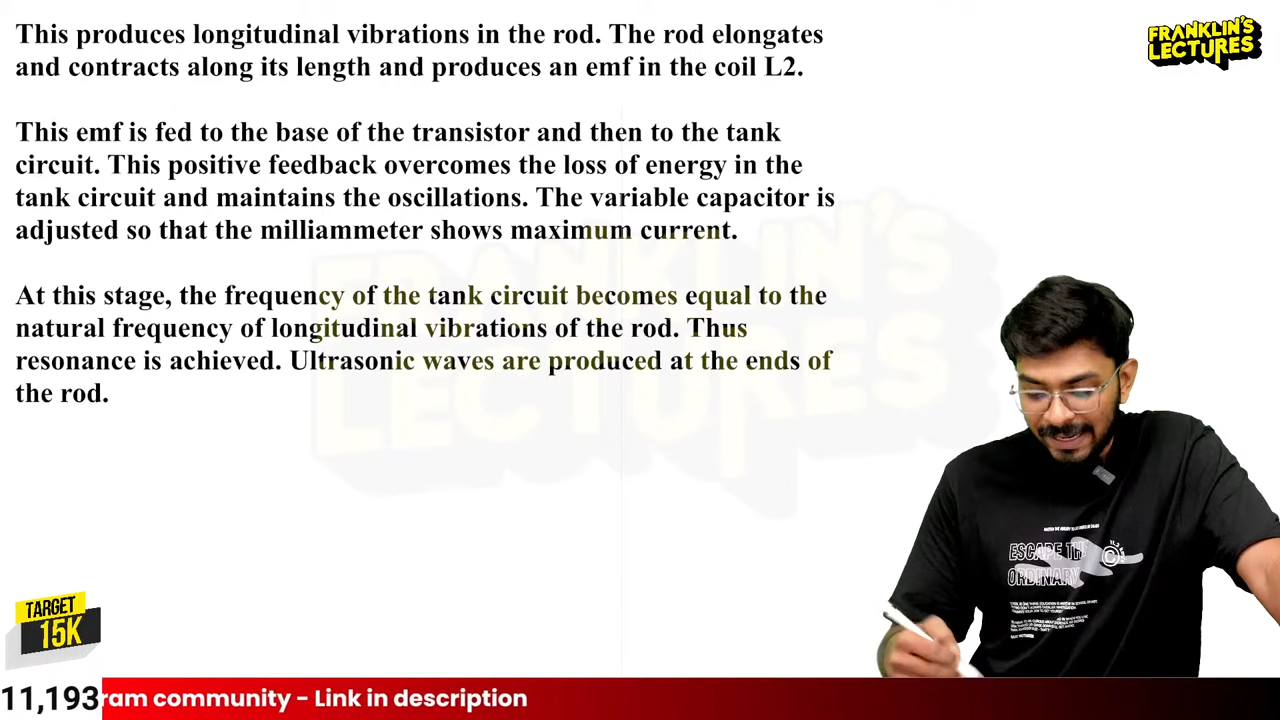 This produces longitudinal vibrations in the rod. The rod elongates
and contracts along its length and produces an emf in the coil L2.
This emf is fed to the base of the transistor and then to the tank
circuit. This positive feedback overcomes the loss of energy in the
tank circuit and maintains the oscillations. The variable capacitor is
adjusted so that the milliammeter shows maximum current.
At this stage, the frequency of the tank circuit becomes equal to the
natural frequency of longitudinal vibrations of the rod. Thus
resonance is achieved. Ultrasonic waves are produced at the ends of
the rod.
FRANKLIN'S
LECTURES
FRANKLIN'S
LECTURES
ESCAPE THE
ORDINARY
TARGET
15K
11,193
ram community - Link in description